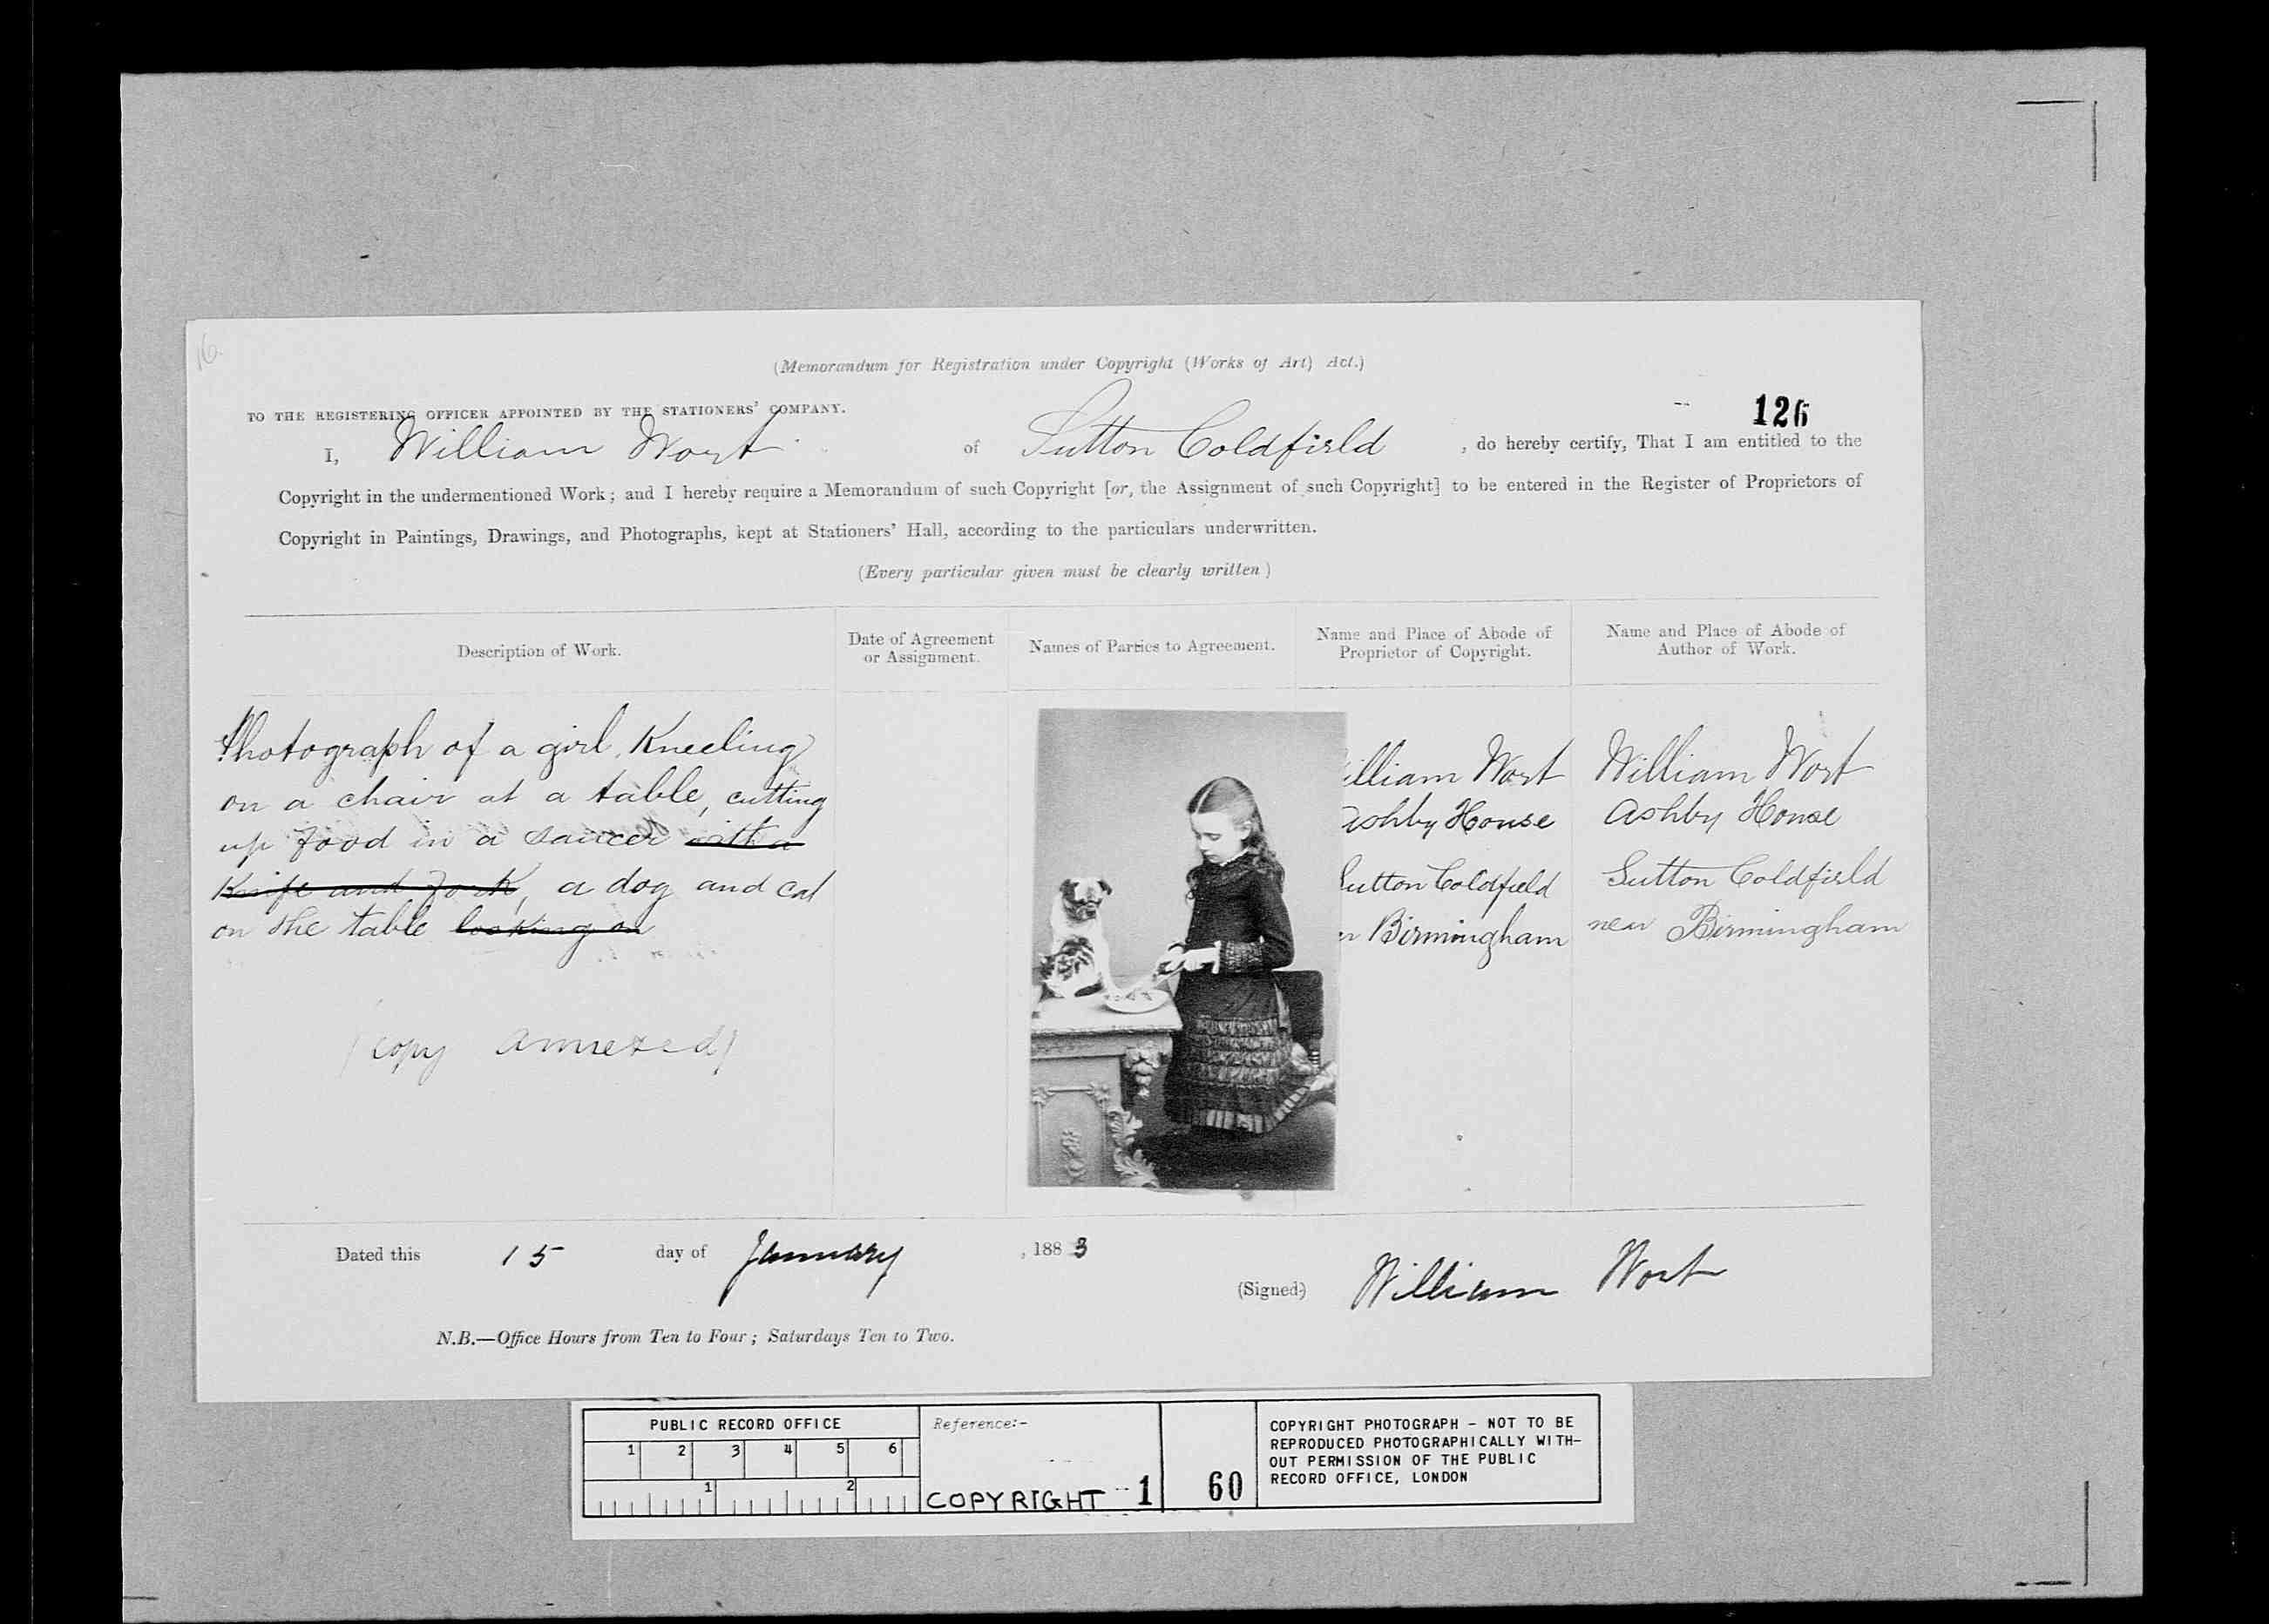 16.
(Memorandum for Registration under Copyright (Works of Art) Act.)
126
TO THE REGISTERING OFFICER APPOINTED BY THE STATIONERS' COMPANY.
I, William Wort of Sutton Coldfield , do hereby certify, That I am entitled to the
Copyright in the undermentioned Work; and I hereby require a Memorandum of such Copyright [or, the Assignment of such Copyright] to be entered in the Register of Proprietors of
Copyright in Paintings, Drawings, and Photographs, kept at Stationers' Hall, according to the particulars underwritten.
(Every particular given must be clearly written)
Description of Work.
Date of Agreement
or Assignment.
Names of Parties to Agreement.
Name and Place of Abode of
Proprietor of Copyright.
Name and Place of Abode of
Author of Work.
Photograph of a girl, Kneeling
on a chair at a table, cutting
up food in a saucer with a
Knife and fork, a dog and cat
on the table looking on
(copy annexed)
illiam Wort
Ashby House
Sutton Coldfield
r Birmingham
William Wort
Ashby House
Sutton Coldfield
near Birmingham
Dated this 15 day of January , 1883
(Signed) William Wort
N.B.—Office Hours from Ten to Four; Saturdays Ten to Two.
PUBLIC RECORD OFFICE
1 2 3 4 5 6
1 2
Reference:-
COPYRIGHT 1 60
COPYRIGHT PHOTOGRAPH - NOT TO BE
REPRODUCED PHOTOGRAPHICALLY WITH-
OUT PERMISSION OF THE PUBLIC
RECORD OFFICE, LONDON